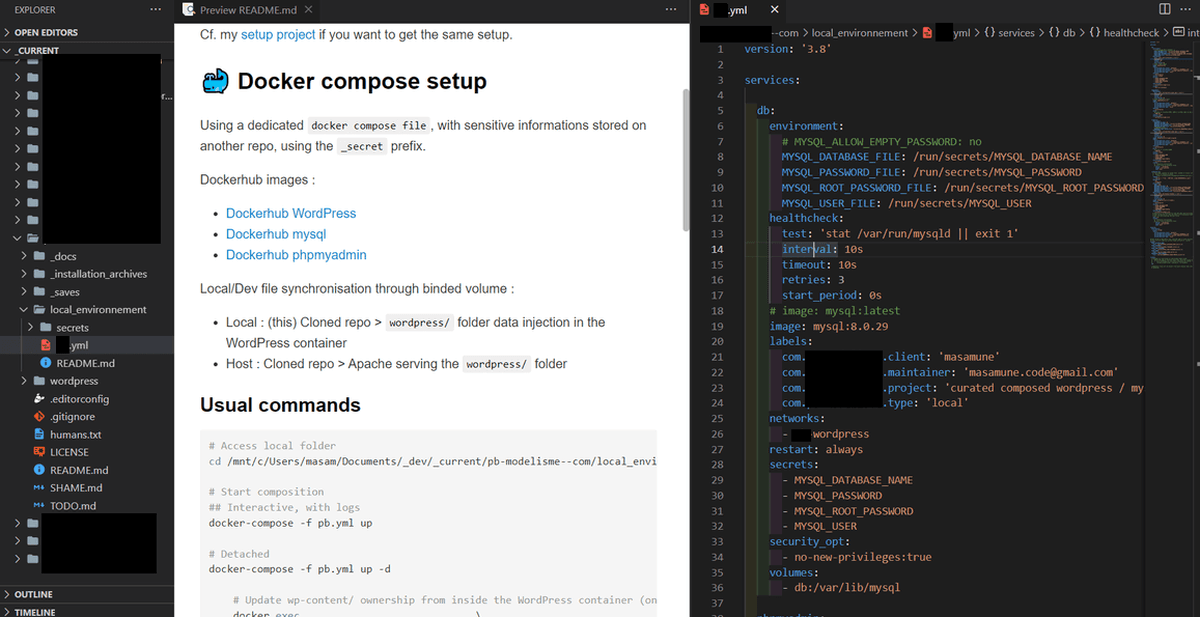 EXPLORER
OPEN EDITORS
_CURRENT
r...
_docs
_installation_archives
_saves
local_environnement
secrets
.yml
README.md
wordpress
.editorconfig
.gitignore
humans.txt
LICENSE
README.md
SHAME.md
TODO.md
OUTLINE
TIMELINE
Preview README.md
Cf. my setup project if you want to get the same setup.
Docker compose setup
Using a dedicated docker compose file, with sensitive informations stored on
another repo, using the _secret prefix.
Dockerhub images :
• Dockerhub WordPress
• Dockerhub mysql
• Dockerhub phpmyadmin
Local/Dev file synchronisation through binded volume :
• Local : (this) Cloned repo > wordpress/ folder data injection in the
WordPress container
• Host : Cloned repo > Apache serving the wordpress/ folder
Usual commands
# Access local folder
cd /mnt/c/Users/masam/Documents/_dev/_current/pb-modelisme--com/local_envi
# Start composition
## Interactive, with logs
docker-compose -f pb.yml up
# Detached
docker-compose -f pb.yml up -d
# Update wp-content/ ownership from inside the WordPress container (on
docker exec \
.yml
--com > local_environnement > yml > {} services > {} db > {} healthcheck > int
1 version: '3.8'
2
3 services:
4
5 db:
6 environment:
7 # MYSQL_ALLOW_EMPTY_PASSWORD: no
8 MYSQL_DATABASE_FILE: /run/secrets/MYSQL_DATABASE_NAME
9 MYSQL_PASSWORD_FILE: /run/secrets/MYSQL_PASSWORD
10 MYSQL_ROOT_PASSWORD_FILE: /run/secrets/MYSQL_ROOT_PASSWORD
11 MYSQL_USER_FILE: /run/secrets/MYSQL_USER
12 healthcheck:
13 test: 'stat /var/run/mysqld || exit 1'
14 interval: 10s
15 timeout: 10s
16 retries: 3
17 start_period: 0s
18 # image: mysql:latest
19 image: mysql:8.0.29
20 labels:
21 com. .client: 'masamune'
22 com. .maintainer: 'masamune.code@gmail.com'
23 com. .project: 'curated composed wordpress / my
24 com. .type: 'local'
25 networks:
26 - wordpress
27 restart: always
28 secrets:
29 - MYSQL_DATABASE_NAME
30 - MYSQL_PASSWORD
31 - MYSQL_ROOT_PASSWORD
32 - MYSQL_USER
33 security_opt:
34 - no-new-privileges:true
35 volumes:
36 - db:/var/lib/mysql
37